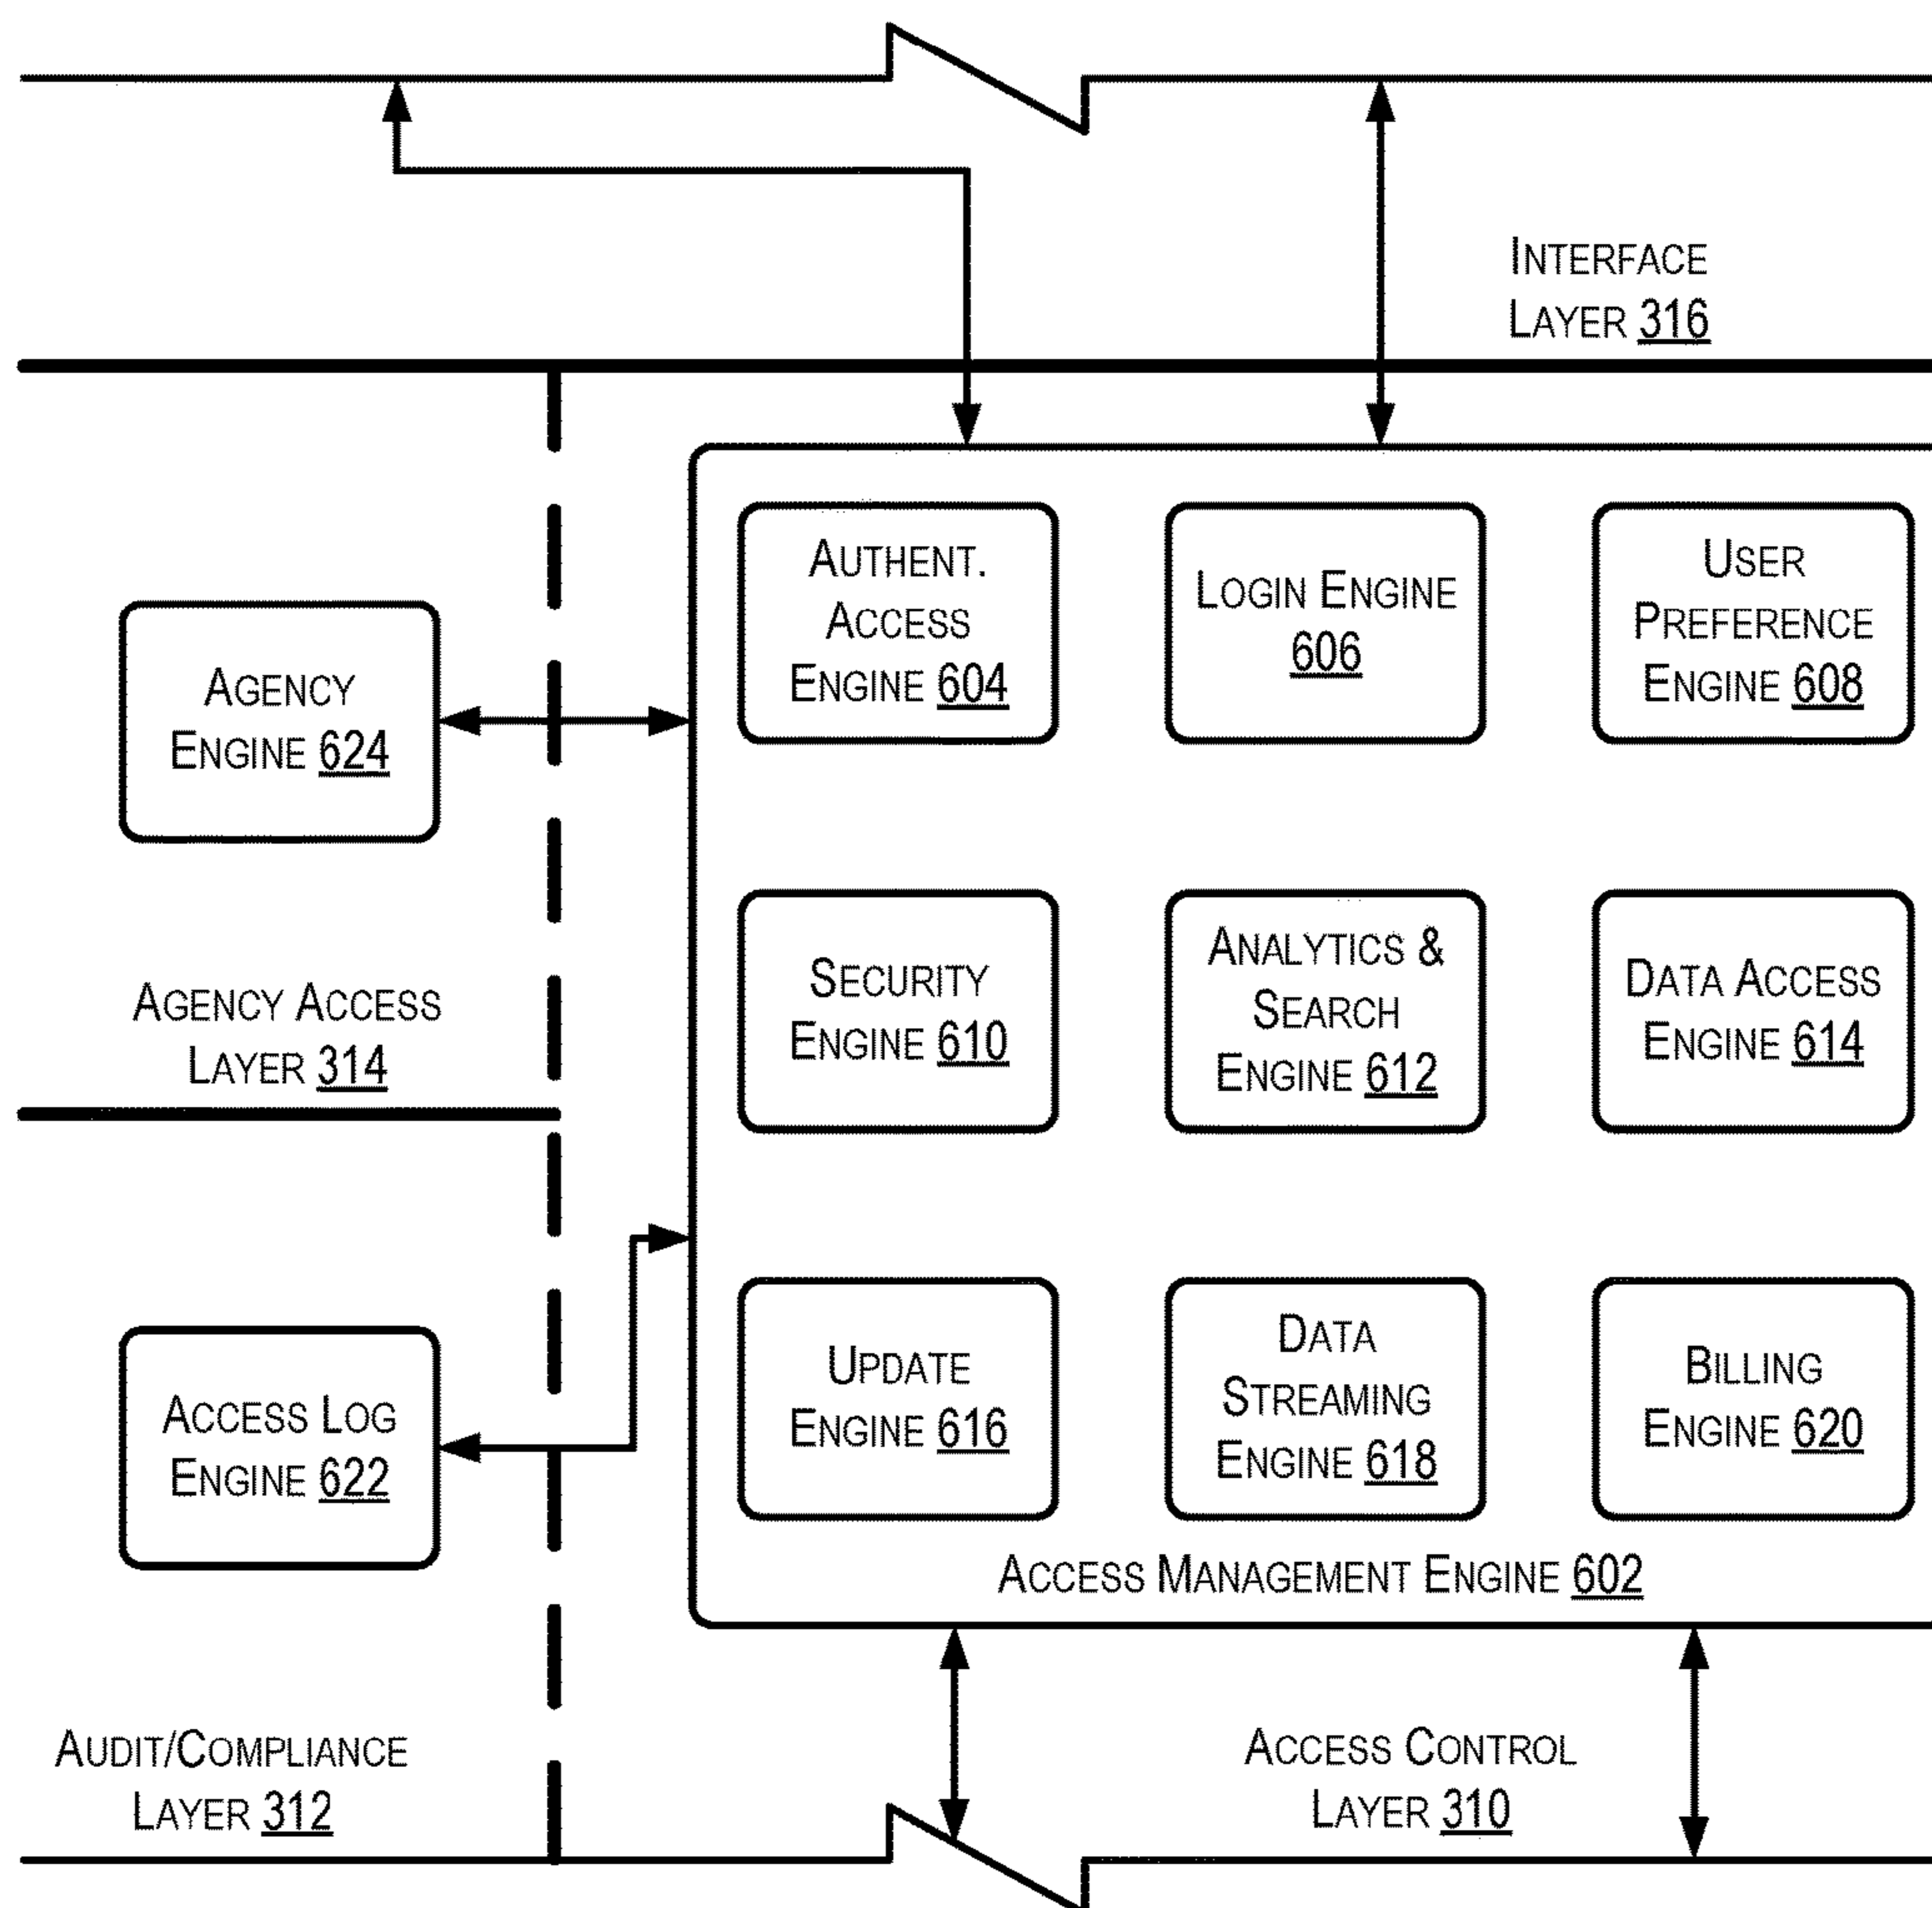 INTERFACE
LAYER 316
AUTHENT.
ACCESS
ENGINE 604
LOGIN ENGINE
606
USER
PREFERENCE
ENGINE 608
AGENCY
ENGINE 624
SECURITY
ENGINE 610
ANALYTICS &
SEARCH
ENGINE 612
DATA ACCESS
ENGINE 614
AGENCY ACCESS
LAYER 314
UPDATE
ENGINE 616
DATA
STREAMING
ENGINE 618
BILLING
ENGINE 620
ACCESS LOG
ENGINE 622
ACCESS MANAGEMENT ENGINE 602
AUDIT/COMPLIANCE
LAYER 312
ACCESS CONTROL
LAYER 310